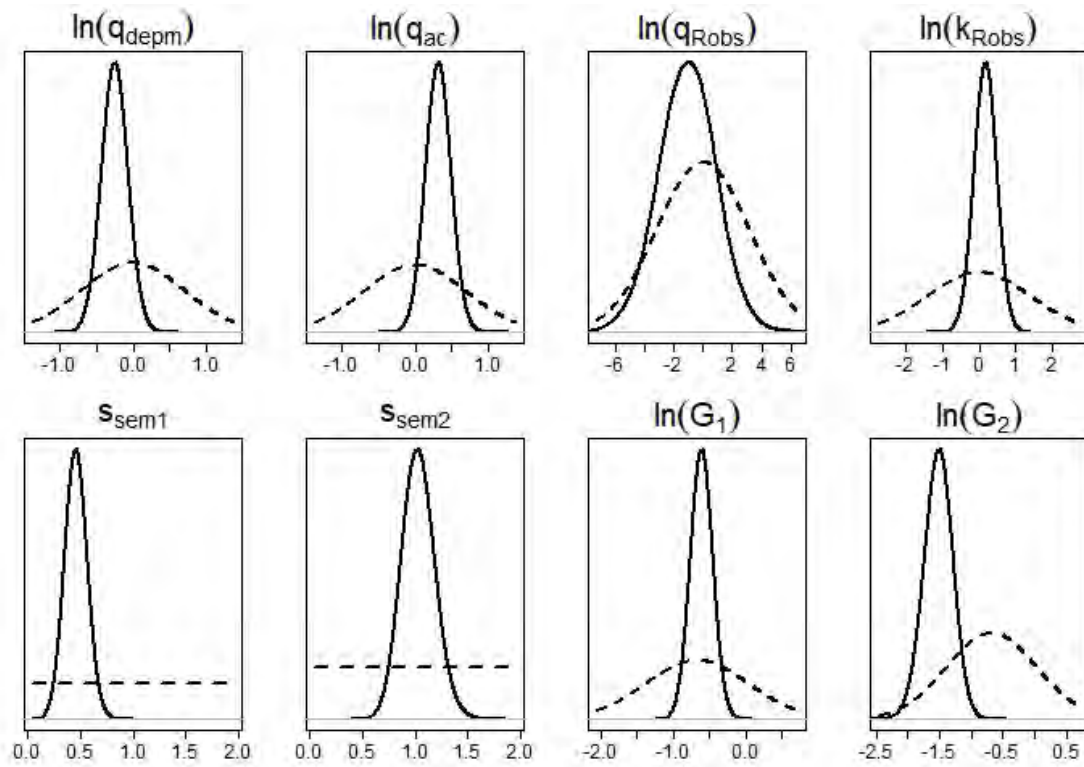 ln(q_depm) ln(q_ac) ln(q_Robs) ln(k_Robs)
-1.0 0.0 1.0 0.0 1.0 -6 -2 2 4 6 -2 -1 0 1 2
s_sem1 s_sem2 ln(G_1) ln(G_2)
0.0 0.5 1.0 1.5 2.0 0.0 0.5 1.0 1.5 2.0 -2.0 -1.0 0.0 -2.5 -1.5 -0.5 0.5